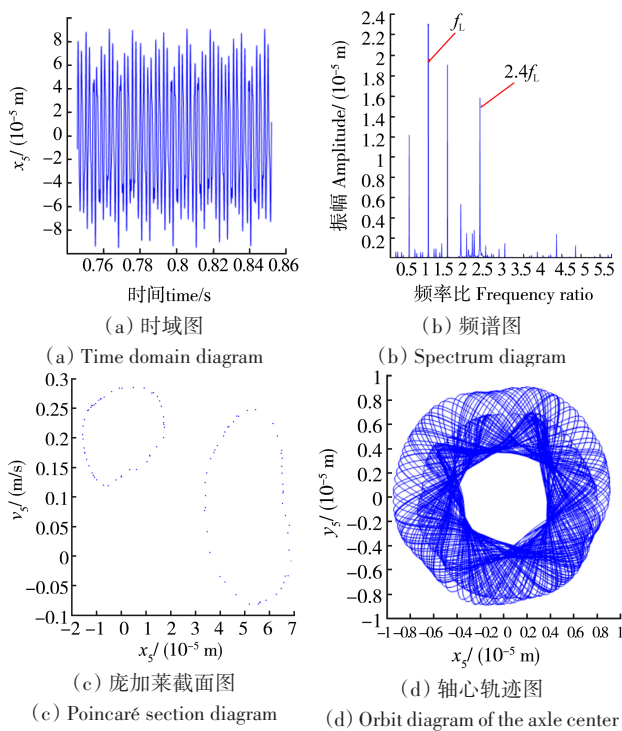 8
6
4
2
0
−2
−4
−6
−8
x5/ (10−5 m)
0.76 0.78 0.8 0.82 0.84 0.86
时间time/s
(a) 时域图
(a) Time domain diagram
2.4
2.2
2
1.8
1.6
1.4
1.2
1
0.8
0.6
0.4
0.2
振幅 Amplitude/ (10−5 m)
fL
2.4fL
0.5 1 1.5 2 2.5 3 3.5 4 4.5 5 5.5
频率比 Frequency ratio
(b) 频谱图
(b) Spectrum diagram
0.3
0.25
0.2
0.15
0.1
0.05
0
−0.05
−0.1
v5/ (m/s)
−2 −1 0 1 2 3 4 5 6 7
x5/ (10−5 m)
(c) 庞加莱截面图
(c) Poincaré section diagram
1
0.8
0.6
0.4
0.2
0
−0.2
−0.4
−0.6
−0.8
−1
y5/ (10−5 m)
−1 −0.8 −0.6 −0.4 −0.2 0 0.2 0.4 0.6 0.8 1
x5/ (10−5 m)
(d) 轴心轨迹图
(d) Orbit diagram of the axle center